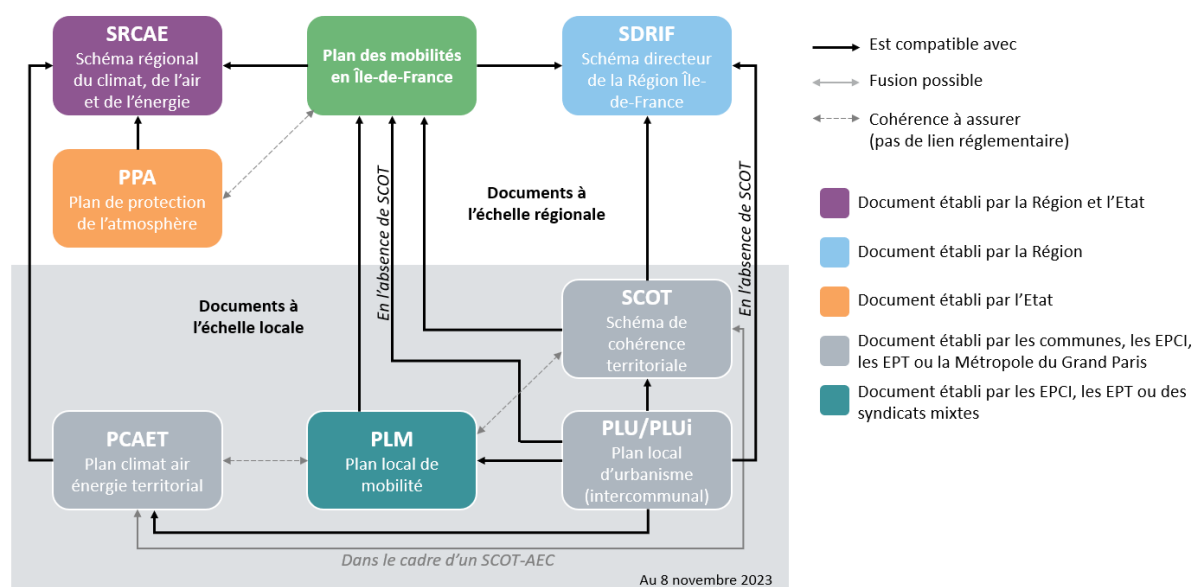 SRCAE
Schéma régional
du climat, de l'air
et de l'énergie
Plan des mobilités
en Île-de-France
SDRIF
Schéma directeur
de la Région Île-
de-France
PPA
Plan de protection
de l'atmosphère
Documents à
l'échelle régionale
En l'absence de SCOT
En l'absence de SCOT
Documents à
l'échelle locale
SCOT
Schéma de
cohérence
territoriale
PCAET
Plan climat air
énergie territorial
PLM
Plan local de
mobilité
PLU/PLUi
Plan local
d'urbanisme
(intercommunal)
Dans le cadre d'un SCOT-AEC
Au 8 novembre 2023
Est compatible avec
Fusion possible
Cohérence à assurer
(pas de lien réglementaire)
Document établi par la Région et l'Etat
Document établi par la Région
Document établi par l'Etat
Document établi par les communes, les EPCI,
les EPT ou la Métropole du Grand Paris
Document établi par les EPCI, les EPT ou des
syndicats mixtes